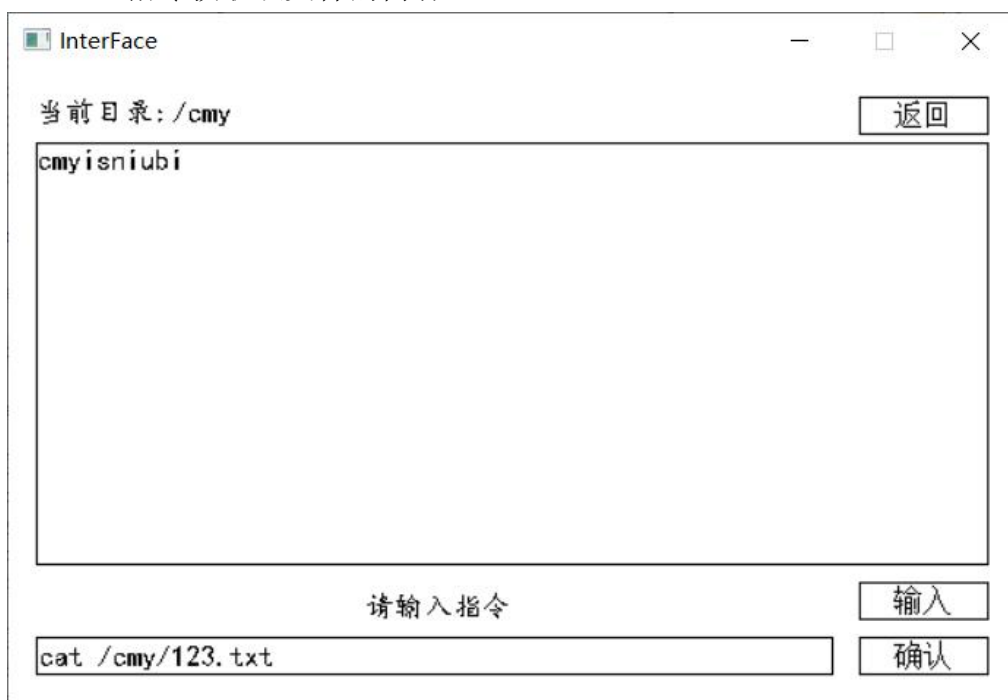 InterFace
当前目录:/cmy
返回
cmyisniubi
请输入指令
输入
cat /cmy/123.txt
确认